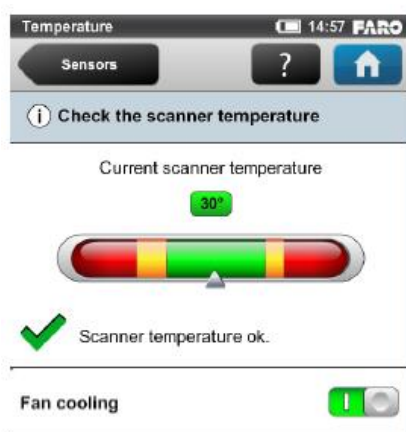 Temperature 14:57 FARO
Sensors ?
i Check the scanner temperature
Current scanner temperature
30°
Scanner temperature ok.
Fan cooling I